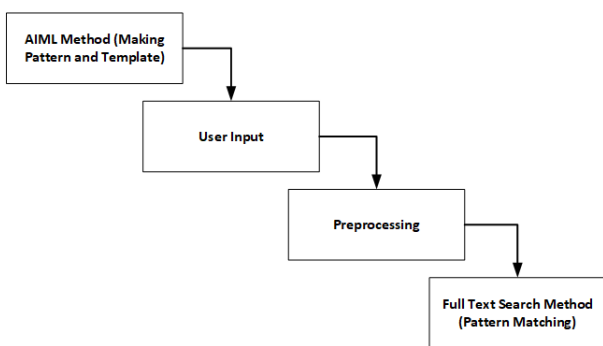 AIML Method (Making
Pattern and Template)
User Input
Preprocessing
Full Text Search Method
(Pattern Matching)